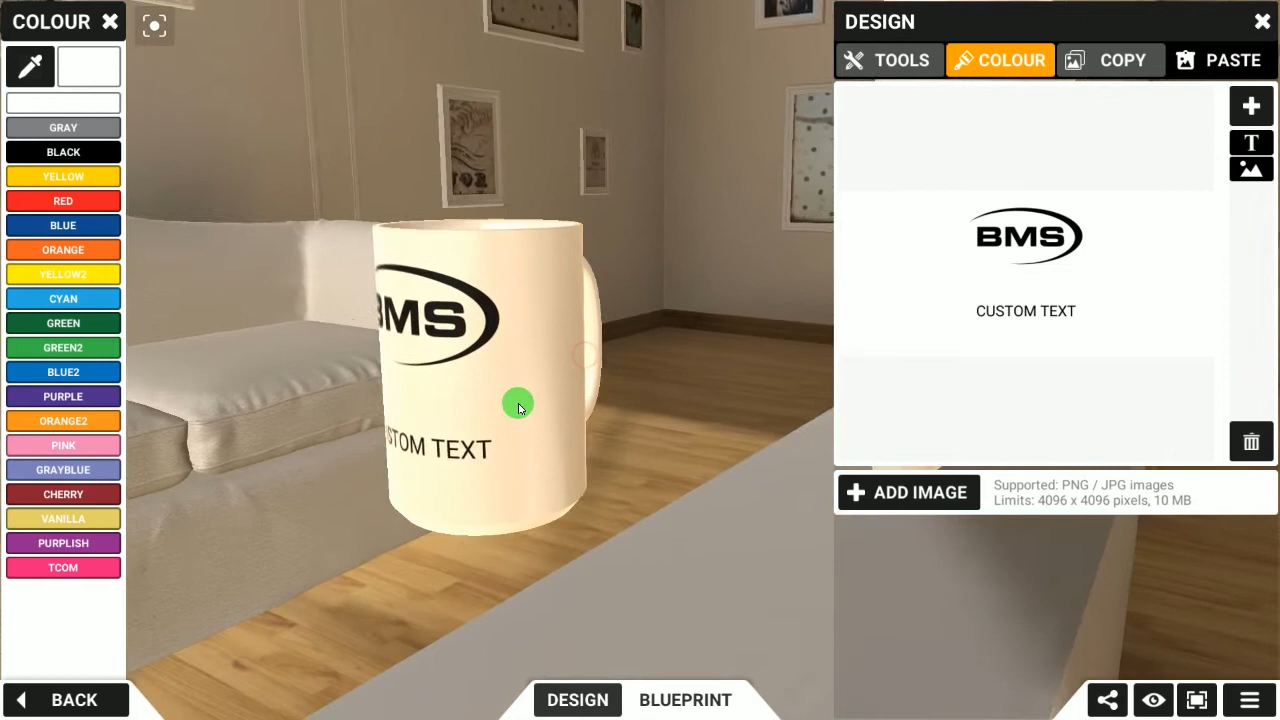 COLOUR
GRAY
BLACK
YELLOW
RED
BLUE
ORANGE
YELLOW2
CYAN
GREEN
GREEN2
BLUE2
PURPLE
ORANGE2
PINK
GRAYBLUE
CHERRY
VANILLA
PURPLISH
TCOM
BACK
BMS
STOM TEXT
DESIGN
BLUEPRINT
DESIGN
TOOLS
COLOUR
COPY
PASTE
T
BMS
CUSTOM TEXT
ADD IMAGE
Supported: PNG / JPG images
Limits: 4096 x 4096 pixels, 10 MB